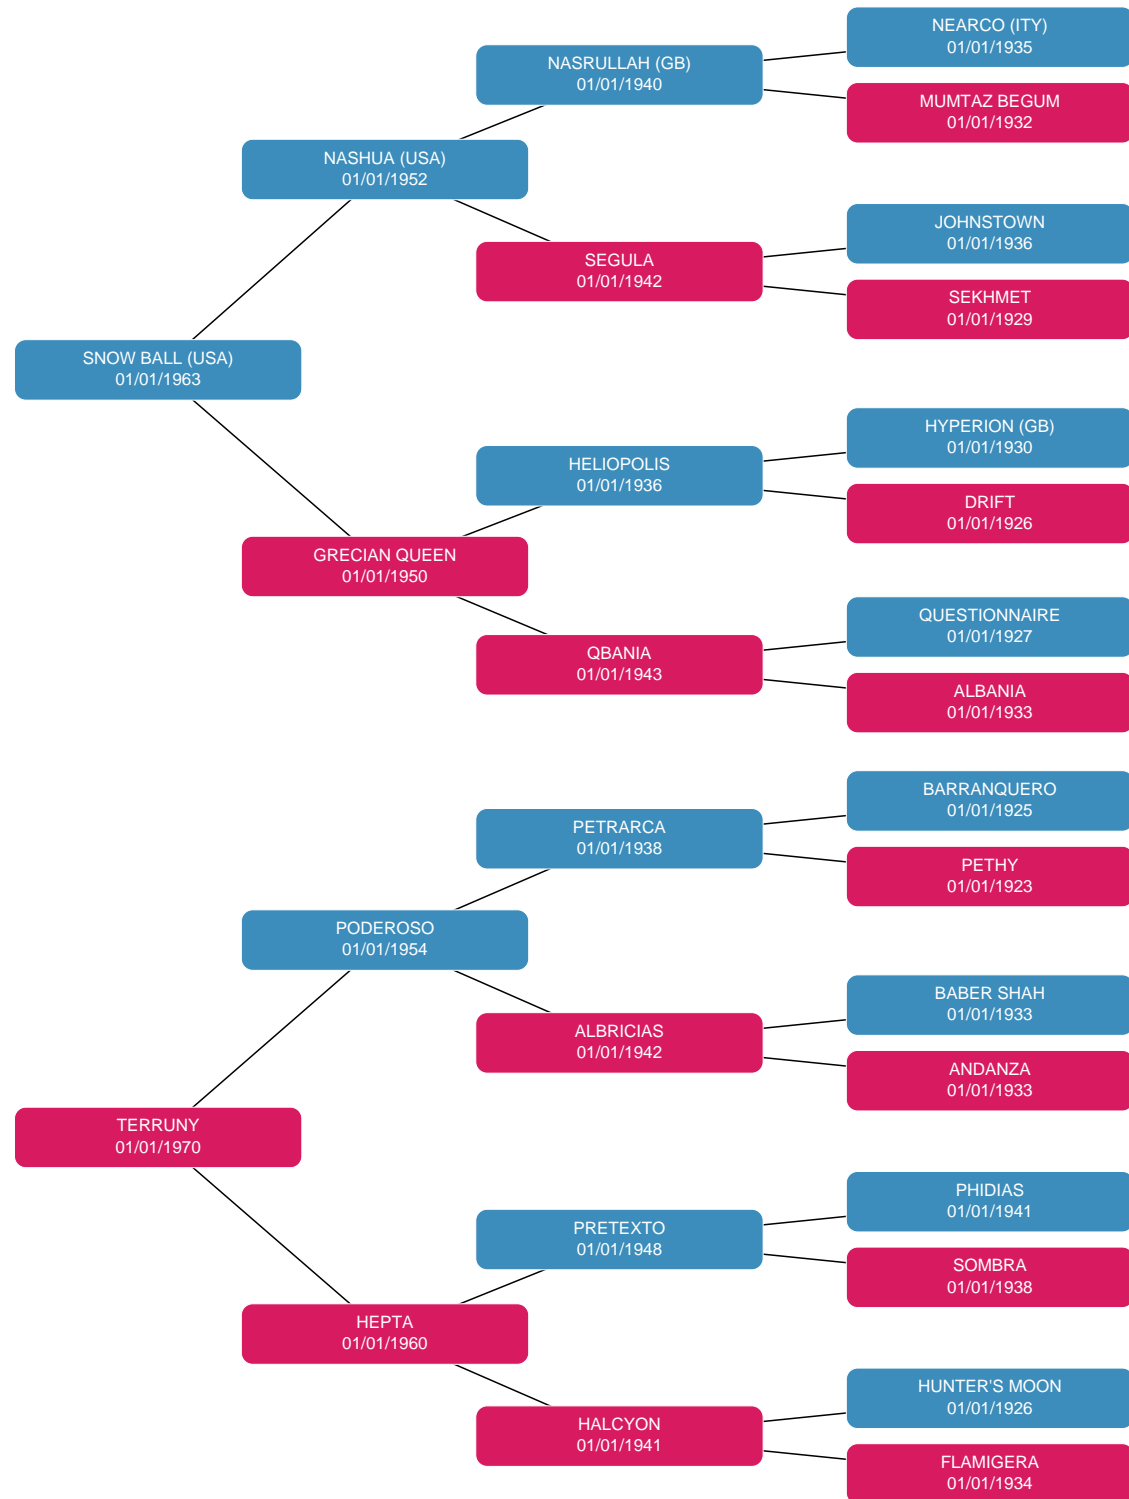 NEARCO (ITY)
01/01/1935
NASRULLAH (GB)
01/01/1940
MUMTAZ BEGUM
01/01/1932
NASHUA (USA)
01/01/1952
JOHNSTOWN
01/01/1936
SEGULA
01/01/1942
SEKHMET
01/01/1929
SNOW BALL (USA)
01/01/1963
HYPERION (GB)
01/01/1930
HELIOPOLIS
01/01/1936
DRIFT
01/01/1926
GRECIAN QUEEN
01/01/1950
QUESTIONNAIRE
01/01/1927
QBANIA
01/01/1943
ALBANIA
01/01/1933
BARRANQUERO
01/01/1925
PETRARCA
01/01/1938
PETHY
01/01/1923
PODEROSO
01/01/1954
BABER SHAH
01/01/1933
ALBRICIAS
01/01/1942
ANDANZA
01/01/1933
TERRUNY
01/01/1970
PHIDIAS
01/01/1941
PRETEXTO
01/01/1948
SOMBRA
01/01/1938
HEPTA
01/01/1960
HUNTER'S MOON
01/01/1926
HALCYON
01/01/1941
FLAMIGERA
01/01/1934